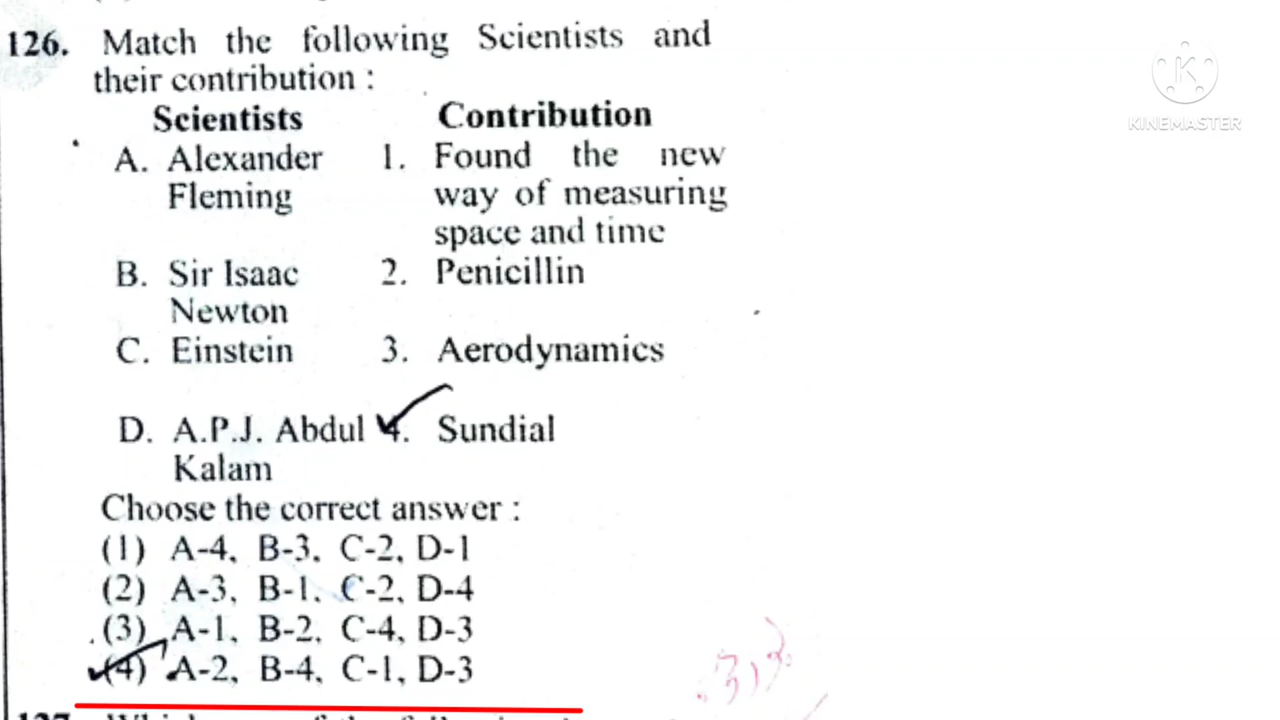 126. Match the following Scientists and
their contribution :
Scientists Contribution
A. Alexander 1. Found the new
Fleming way of measuring
space and time
B. Sir Isaac 2. Penicillin
Newton
C. Einstein 3. Aerodynamics
D. A.P.J. Abdul 4. Sundial
Kalam
Choose the correct answer :
(1) A-4, B-3, C-2, D-1
(2) A-3, B-1, C-2, D-4
(3) A-1, B-2, C-4, D-3
(4) A-2, B-4, C-1, D-3
KINEMASTER